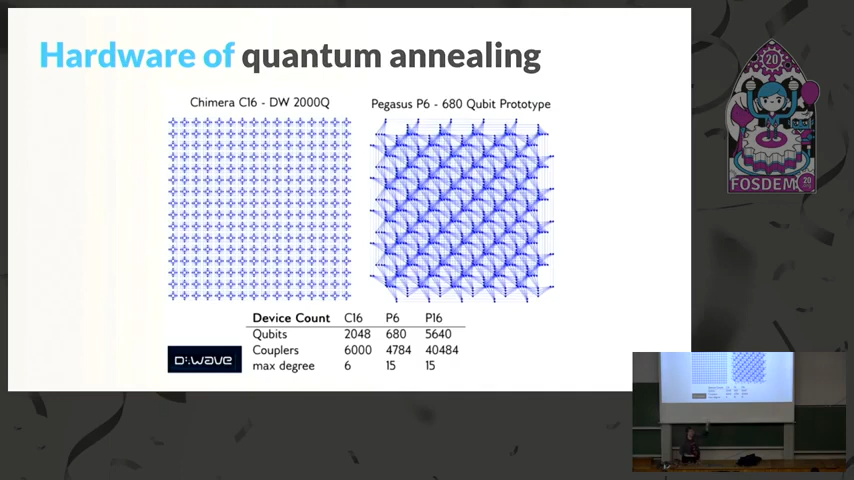 Hardware of quantum annealing
Chimera C16 - DW 2000Q
Pegasus P6 - 680 Qubit Prototype
Device Count C16 P6 P16
Qubits 2048 680 5640
Couplers 6000 4784 40484
max degree 6 15 15
D:wave
20
FOSDEM 20